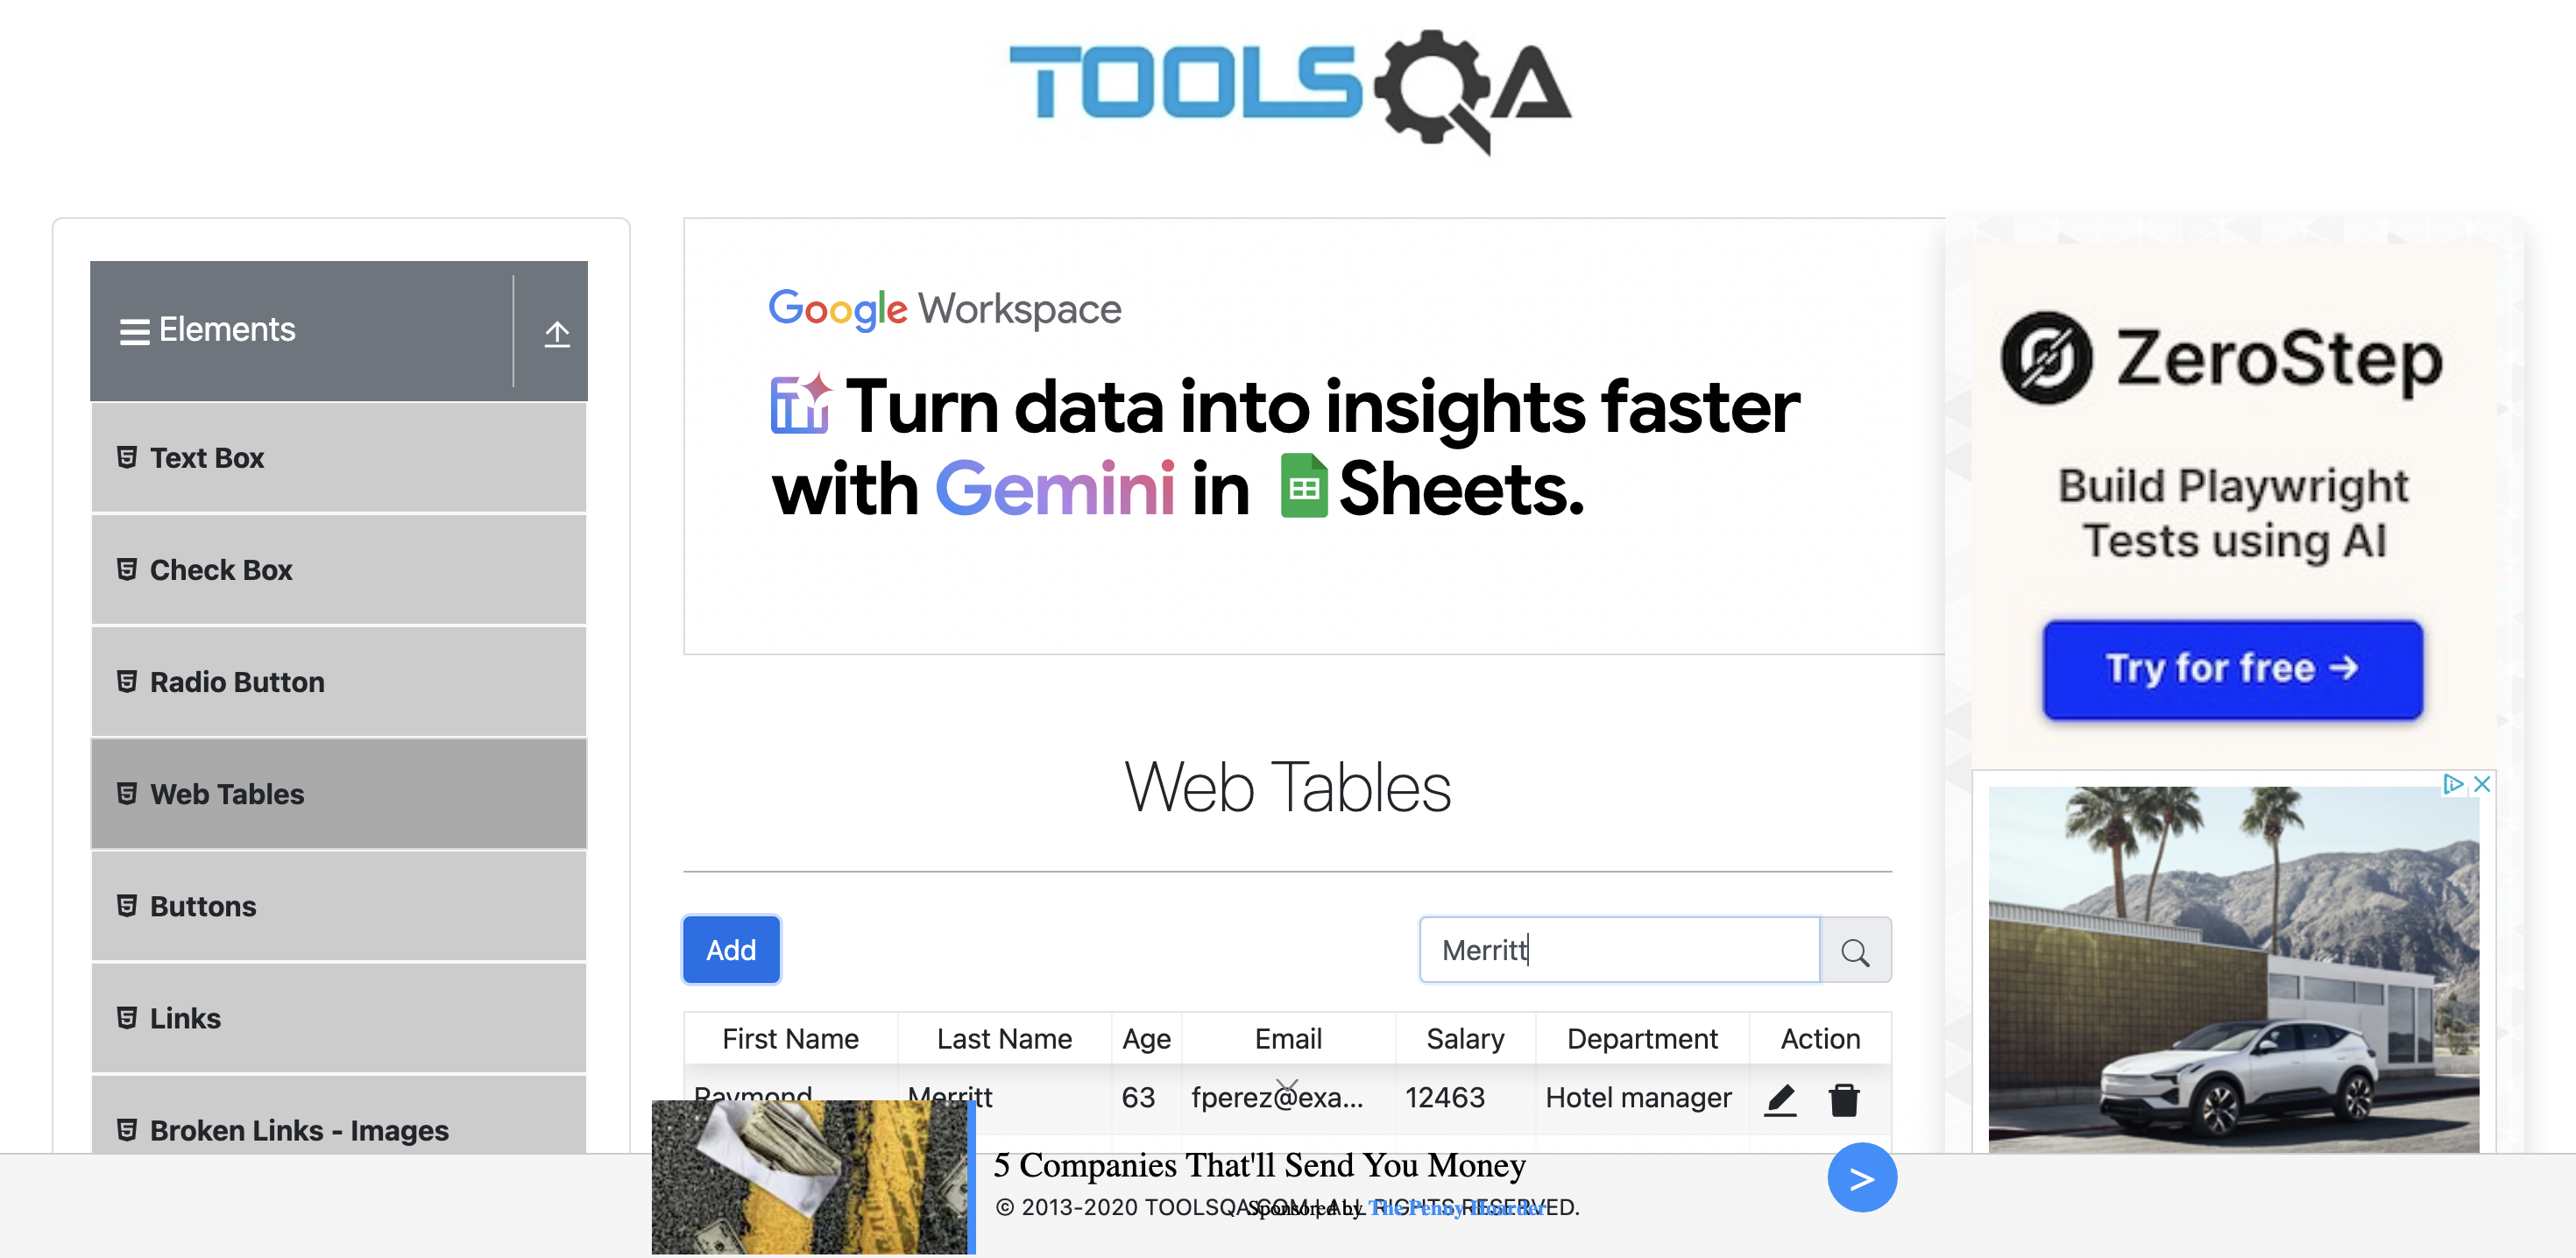 TOOLSQA
Elements
Text Box
Check Box
Radio Button
Web Tables
Buttons
Links
Broken Links - Images
Google Workspace
Turn data into insights faster
with Gemini in Sheets.
Web Tables
Add
Merritt
First Name Last Name Age Email Salary Department Action
Raymond Merritt 63 fperez@exa... 12463 Hotel manager
5 Companies That'll Send You Money
© 2013-2020 TOOLSQA.COM | ALL RIGHTS RESERVED.
Sponsored by The Penny Hoarder
>
ZeroStep
Build Playwright
Tests using AI
Try for free →